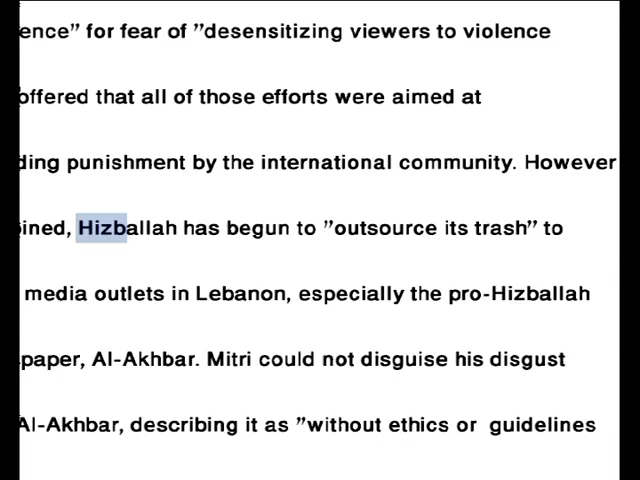 ence” for fear of ”desensitizing viewers to violence
offered that all of those efforts were aimed at
ding punishment by the international community. However
ined, Hizballah has begun to ”outsource its trash” to
media outlets in Lebanon, especially the pro-Hizballah
paper, Al-Akhbar. Mitri could not disguise his disgust
Al-Akhbar, describing it as ”without ethics or  guidelines